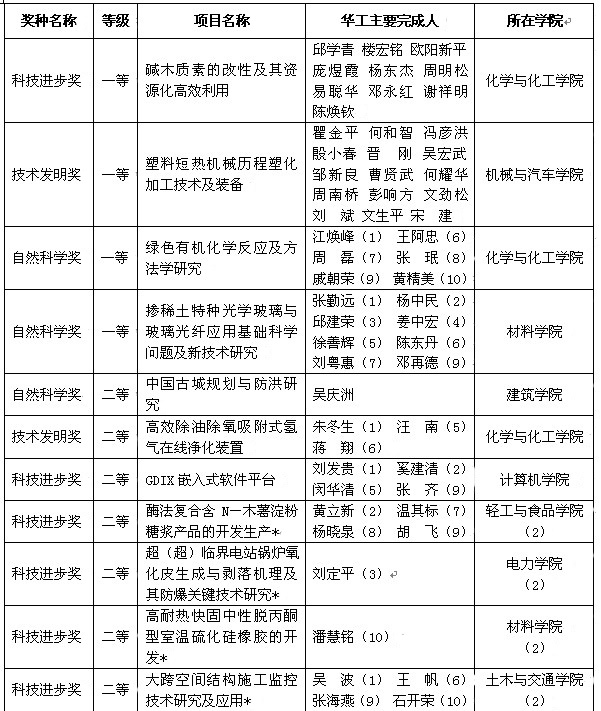 奖种名称 等级 项目名称 华工主要完成人 所在学院
科技进步奖 一等 碱木质素的改性及其资源化高效利用 邱学青 楼宏铭 欧阳新平
庞煜霞 杨东杰 周明松
易聪华 邓永红 谢祥明
陈焕钦 化学与化工学院
技术发明奖 一等 塑料短热机械历程塑化加工技术及装备 瞿金平 何和智 冯彦洪
殷小春 晋 刚 吴宏武
邹新良 曹贤武 何耀华
周南桥 彭响方 文劲松
刘 斌 文生平 宋 建 机械与汽车学院
自然科学奖 一等 绿色有机化学反应及方法学研究 江焕峰（1） 王阿忠（6）
周 磊（7） 张 珉（8）
戚朝荣（9） 黄精美（10） 化学与化工学院
自然科学奖 一等 掺稀土特种光学玻璃与玻璃光纤应用基础科学问题及新技术研究 张勤远（1） 杨中民（2）
邱建荣（3） 姜中宏（4）
徐善辉（5） 陈东丹（6）
刘粤惠（7） 邓再德（9） 材料学院
自然科学奖 二等 中国古城规划与防洪研究 吴庆洲 建筑学院
技术发明奖 二等 高效除油除氧吸附式氢气在线净化装置 朱冬生（1） 汪 南（5）
蒋 翔（6） 化学与化工学院
科技进步奖 二等 GDIX 嵌入式软件平台 刘发贵（1） 奚建清（2）
闵华清（5） 张 齐（9） 计算机学院
科技进步奖 二等 酶法复合含 N—木薯淀粉糖浆产品的开发生产* 黄立新（2） 温其标（7）
杨晓泉（8） 胡 飞（9） 轻工与食品学院
（2）
科技进步奖 二等 超（超）临界电站锅炉氧化皮生成与剥落机理及其防爆关键技术研究* 刘定平（3） 电力学院
（2）
科技进步奖 二等 高耐热快固中性脱丙酮型室温硫化硅橡胶的开发* 潘慧铭（10） 材料学院
（2）
科技进步奖 二等 大跨空间结构施工监控技术研究及应用* 吴 波（1） 王 帆（6）
张海燕（9） 石开荣（10） 土木与交通学院
（2）